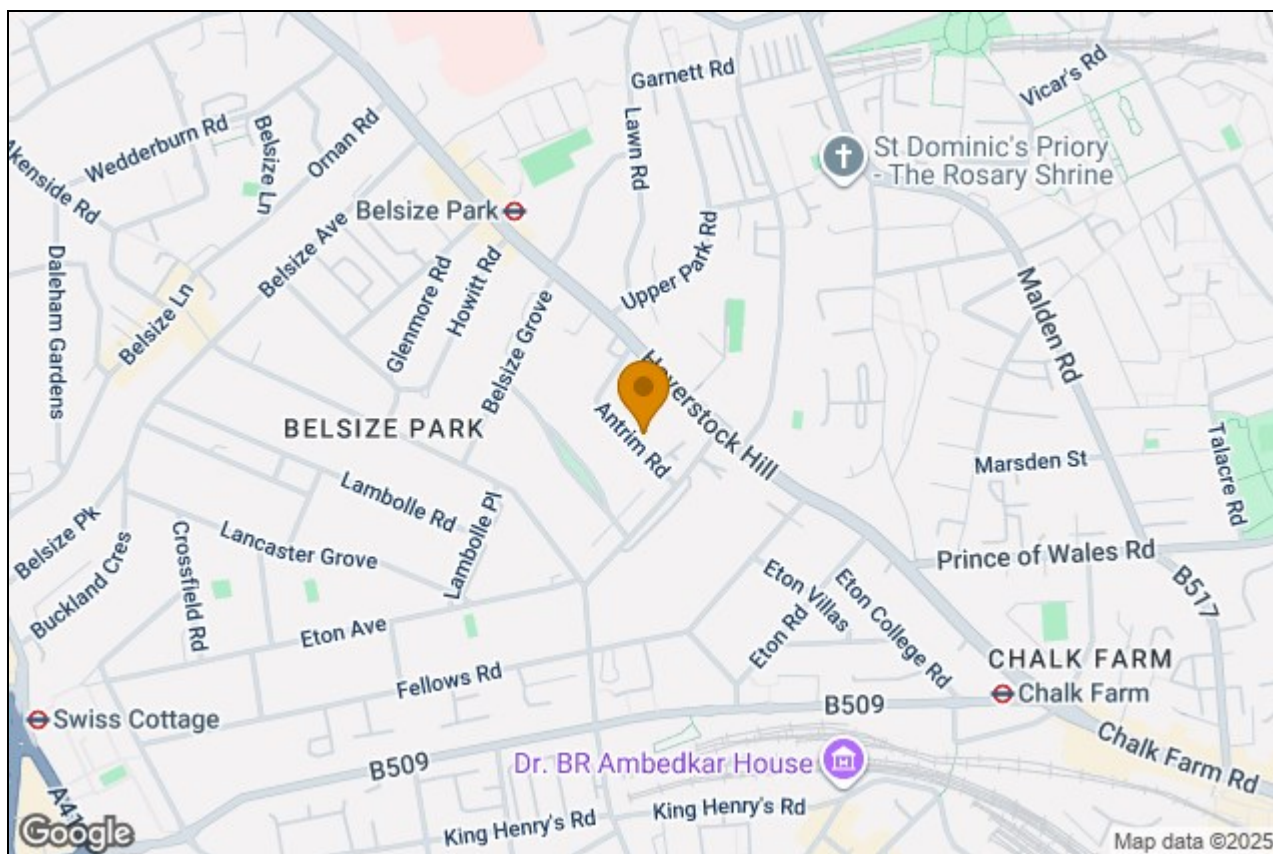 Garnett Rd
Vicar's Rd
Wedderburn Rd
Belsize Ln
Ornan Rd
Lawn Rd
St Dominic's Priory
- The Rosary Shrine
Akenside Rd
Belsize Park
Belsize Ave
Upper Park Rd
Daleham Gardens
Belsize Ln
Glenmore Rd
Howitt Rd
Belsize Grove
Malden Rd
Haverstock Hill
BELSIZE PARK
Antrim Rd
Marsden St
Talacre Rd
Lambolle Rd
Lambolle Pl
Belsize Pk
Lancaster Grove
Crossfield Rd
Buckland Cres
Prince of Wales Rd
B517
Eton Villas
Eton College Rd
Eton Rd
Eton Ave
Fellows Rd
CHALK FARM
Chalk Farm
Swiss Cottage
B509
B509
Chalk Farm Rd
Dr. BR Ambedkar House
A41
King Henry's Rd
King Henry's Rd
Google
Map data ©2025